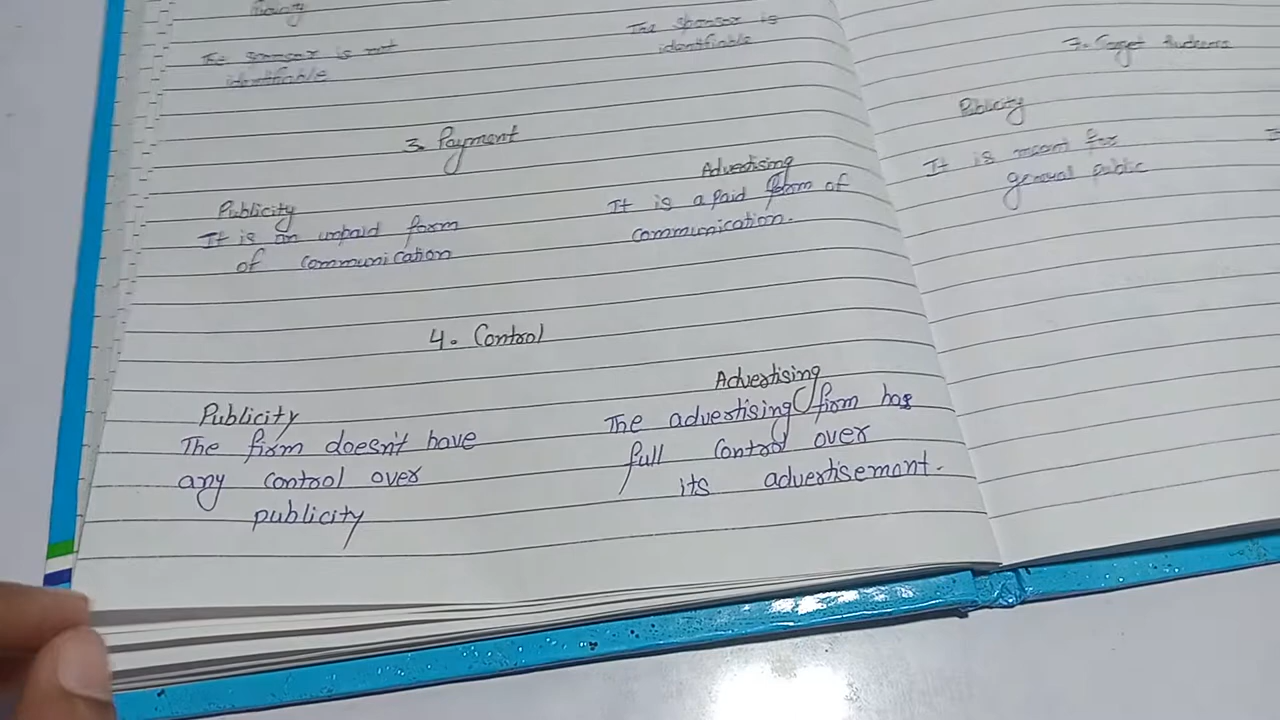 Publicity
The sponsor is not
identifiable
The sponsor is
identifiable
3. Payment
Publicity
It is an unpaid form
of communication
Advertising
It is a paid form of
communication.
4. Control
Publicity
The firm doesn't have
any control over
publicity
Advertising
The advertising firm has
full control over
its advertisement.
7. Target Audience
Publicity
It is meant for
general public